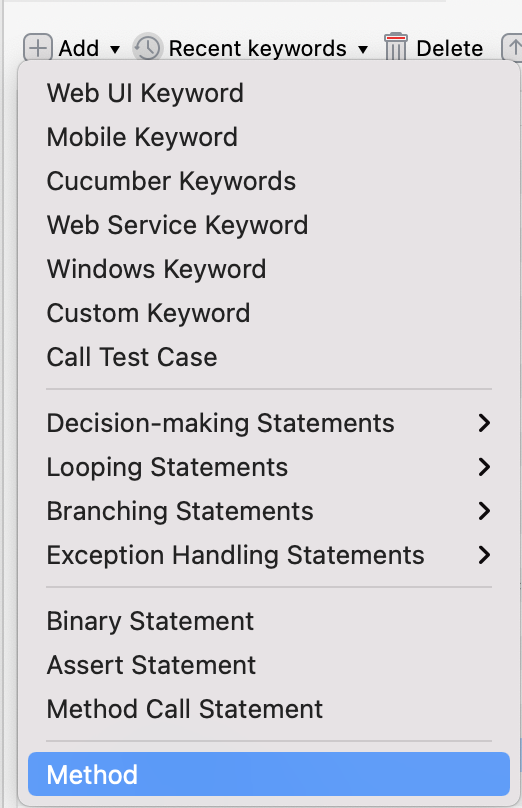 Add Recent keywords Delete
Web UI Keyword
Mobile Keyword
Cucumber Keywords
Web Service Keyword
Windows Keyword
Custom Keyword
Call Test Case
Decision-making Statements
Looping Statements
Branching Statements
Exception Handling Statements
Binary Statement
Assert Statement
Method Call Statement
Method